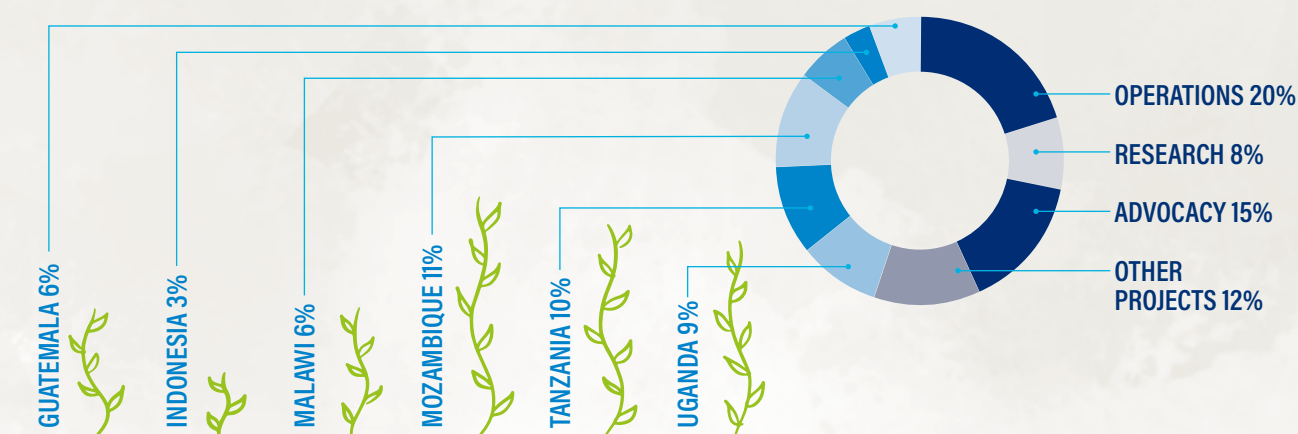 OPERATIONS 20%
RESEARCH 8%
ADVOCACY 15%
OTHER
PROJECTS 12%
GUATEMALA 6%
INDONESIA 3%
MALAWI 6%
MOZAMBIQUE 11%
TANZANIA 10%
UGANDA 9%